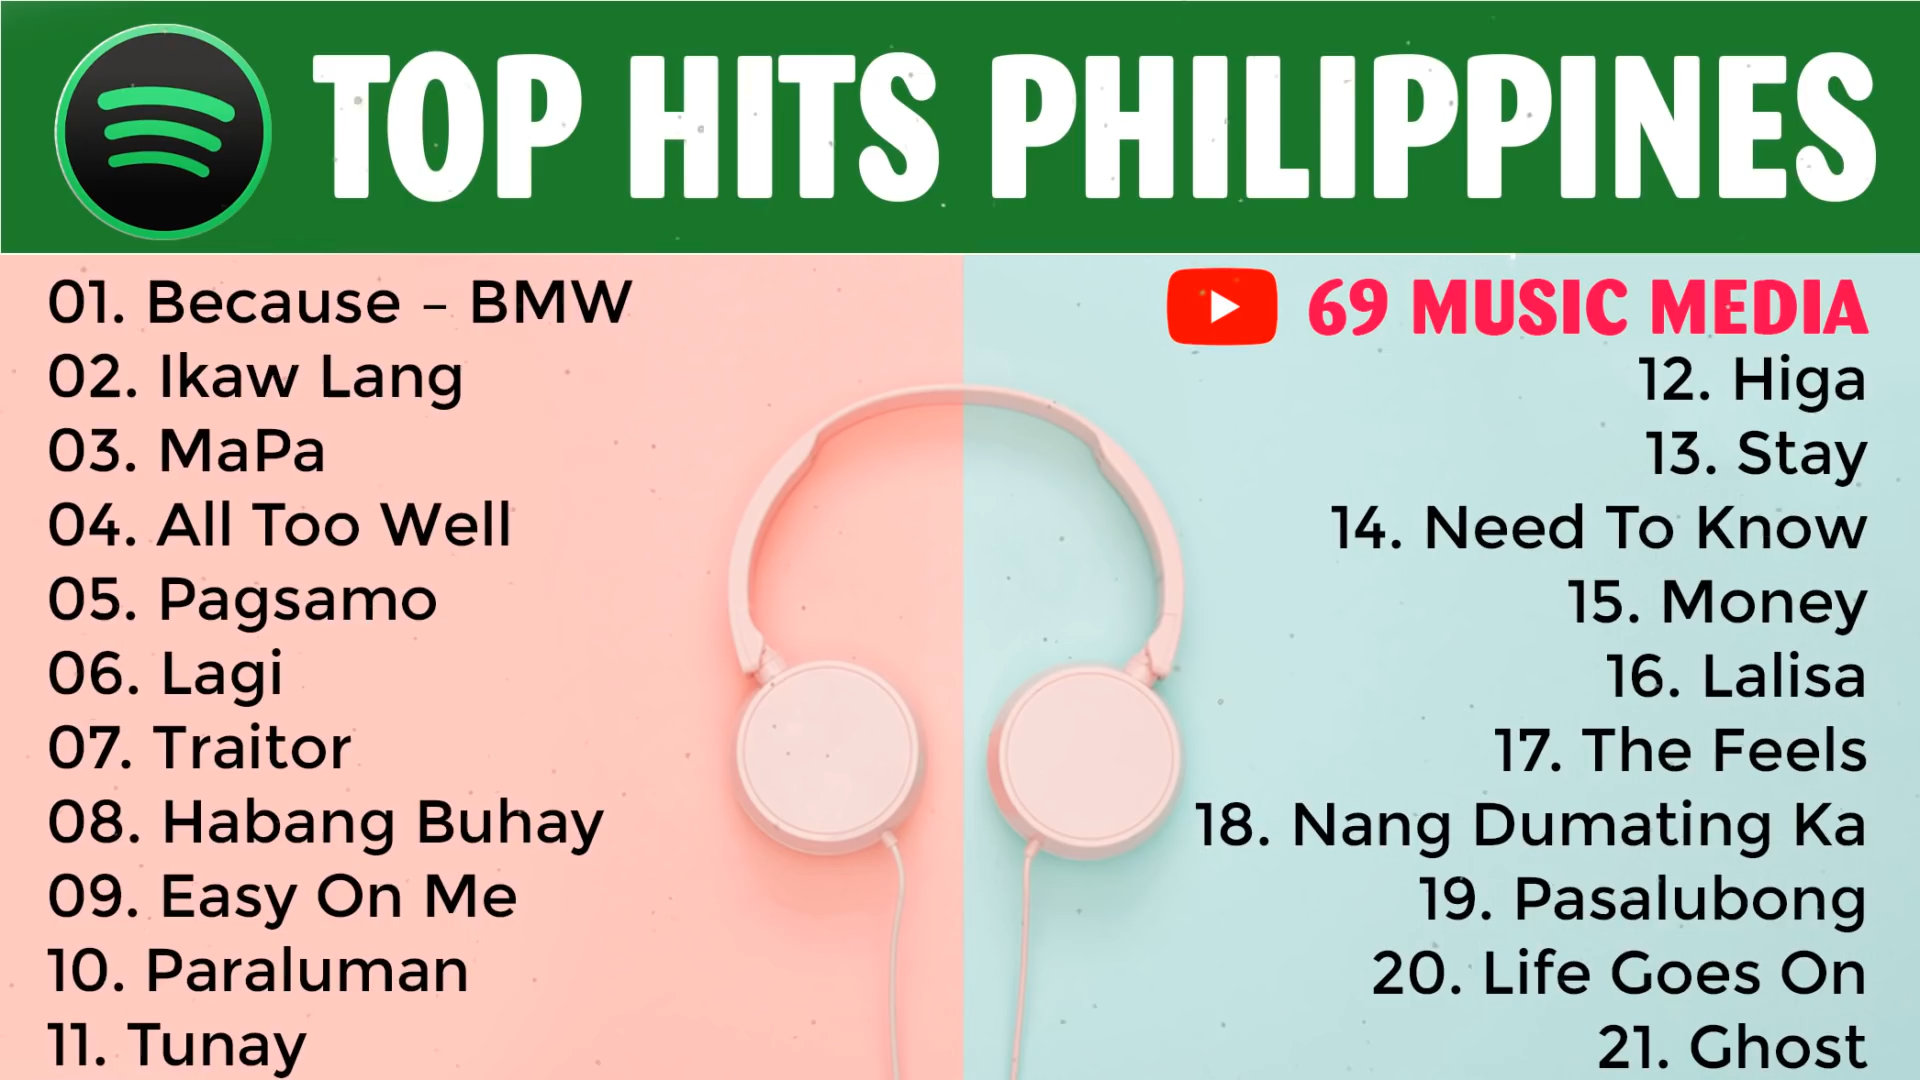 TOP HITS PHILIPPINES
01. Because – BMW
02. Ikaw Lang
03. MaPa
04. All Too Well
05. Pagsamo
06. Lagi
07. Traitor
08. Habang Buhay
09. Easy On Me
10. Paraluman
11. Tunay
69 MUSIC MEDIA
12. Higa
13. Stay
14. Need To Know
15. Money
16. Lalisa
17. The Feels
18. Nang Dumating Ka
19. Pasalubong
20. Life Goes On
21. Ghost